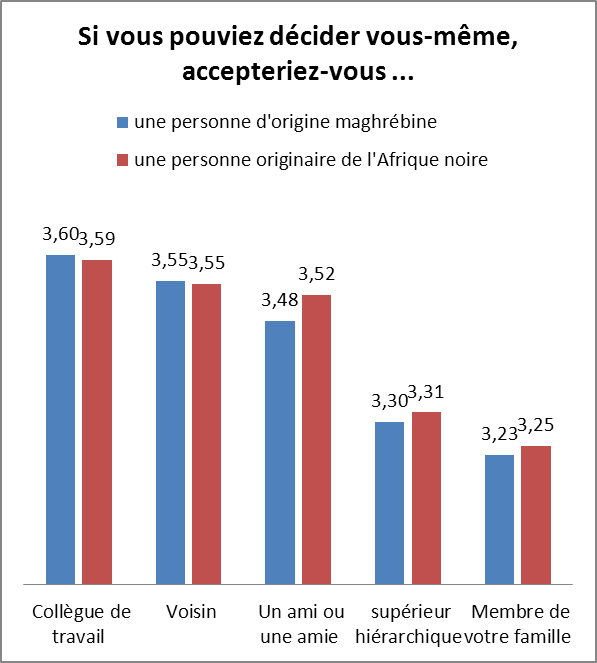 Si vous pouviez décider vous-même,
accepteriez-vous ...
une personne d'origine maghrébine
une personne originaire de l'Afrique noire
3,60
3,59
3,55
3,55
3,48
3,52
3,30
3,31
3,23
3,25
Collègue de
travail
Voisin
Un ami ou
une amie
supérieur
hiérarchique
Membre de
votre famille